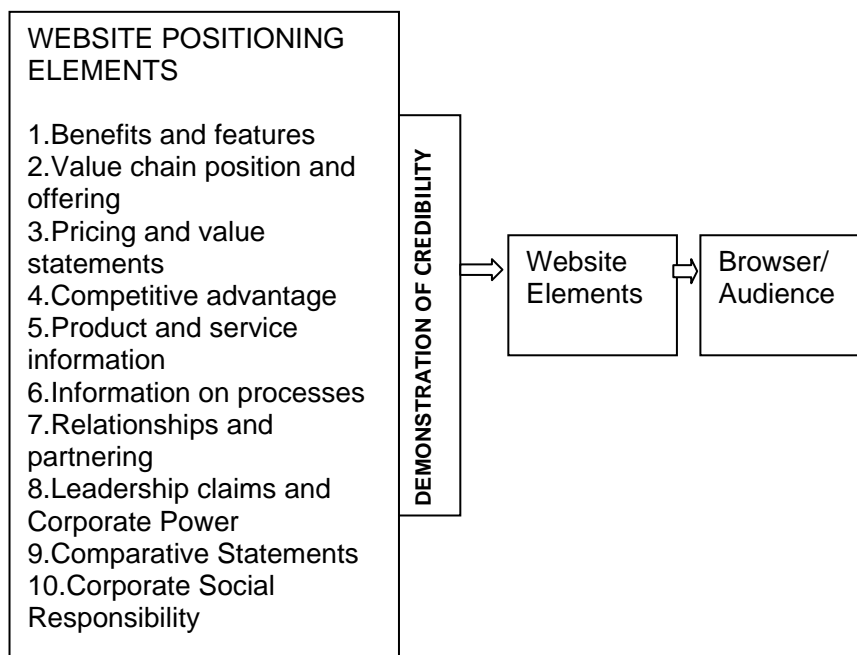 WEBSITE POSITIONING
ELEMENTS
1.Benefits and features
2.Value chain position and
offering
3.Pricing and value
statements
4.Competitive advantage
5.Product and service
information
6.Information on processes
7.Relationships and
partnering
8.Leadership claims and
Corporate Power
9.Comparative Statements
10.Corporate Social
Responsibility
DEMONSTRATION OF CREDIBILITY
Website
Elements
Browser/
Audience